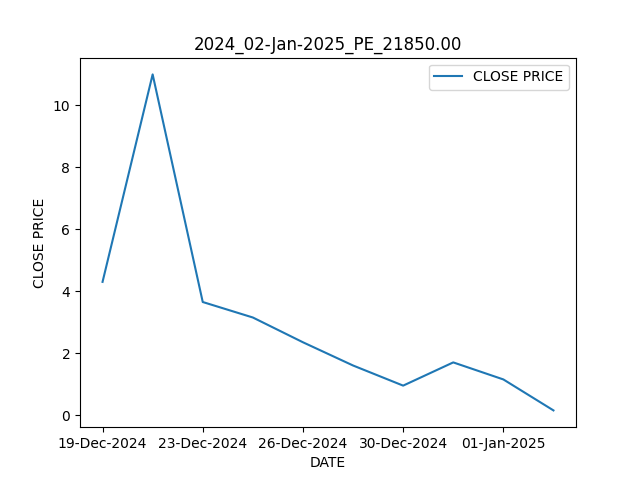 2024_02-Jan-2025_PE_21850.00
CLOSE PRICE
CLOSE PRICE
10
8
6
4
2
0
19-Dec-2024 23-Dec-2024 26-Dec-2024 30-Dec-2024 01-Jan-2025
DATE